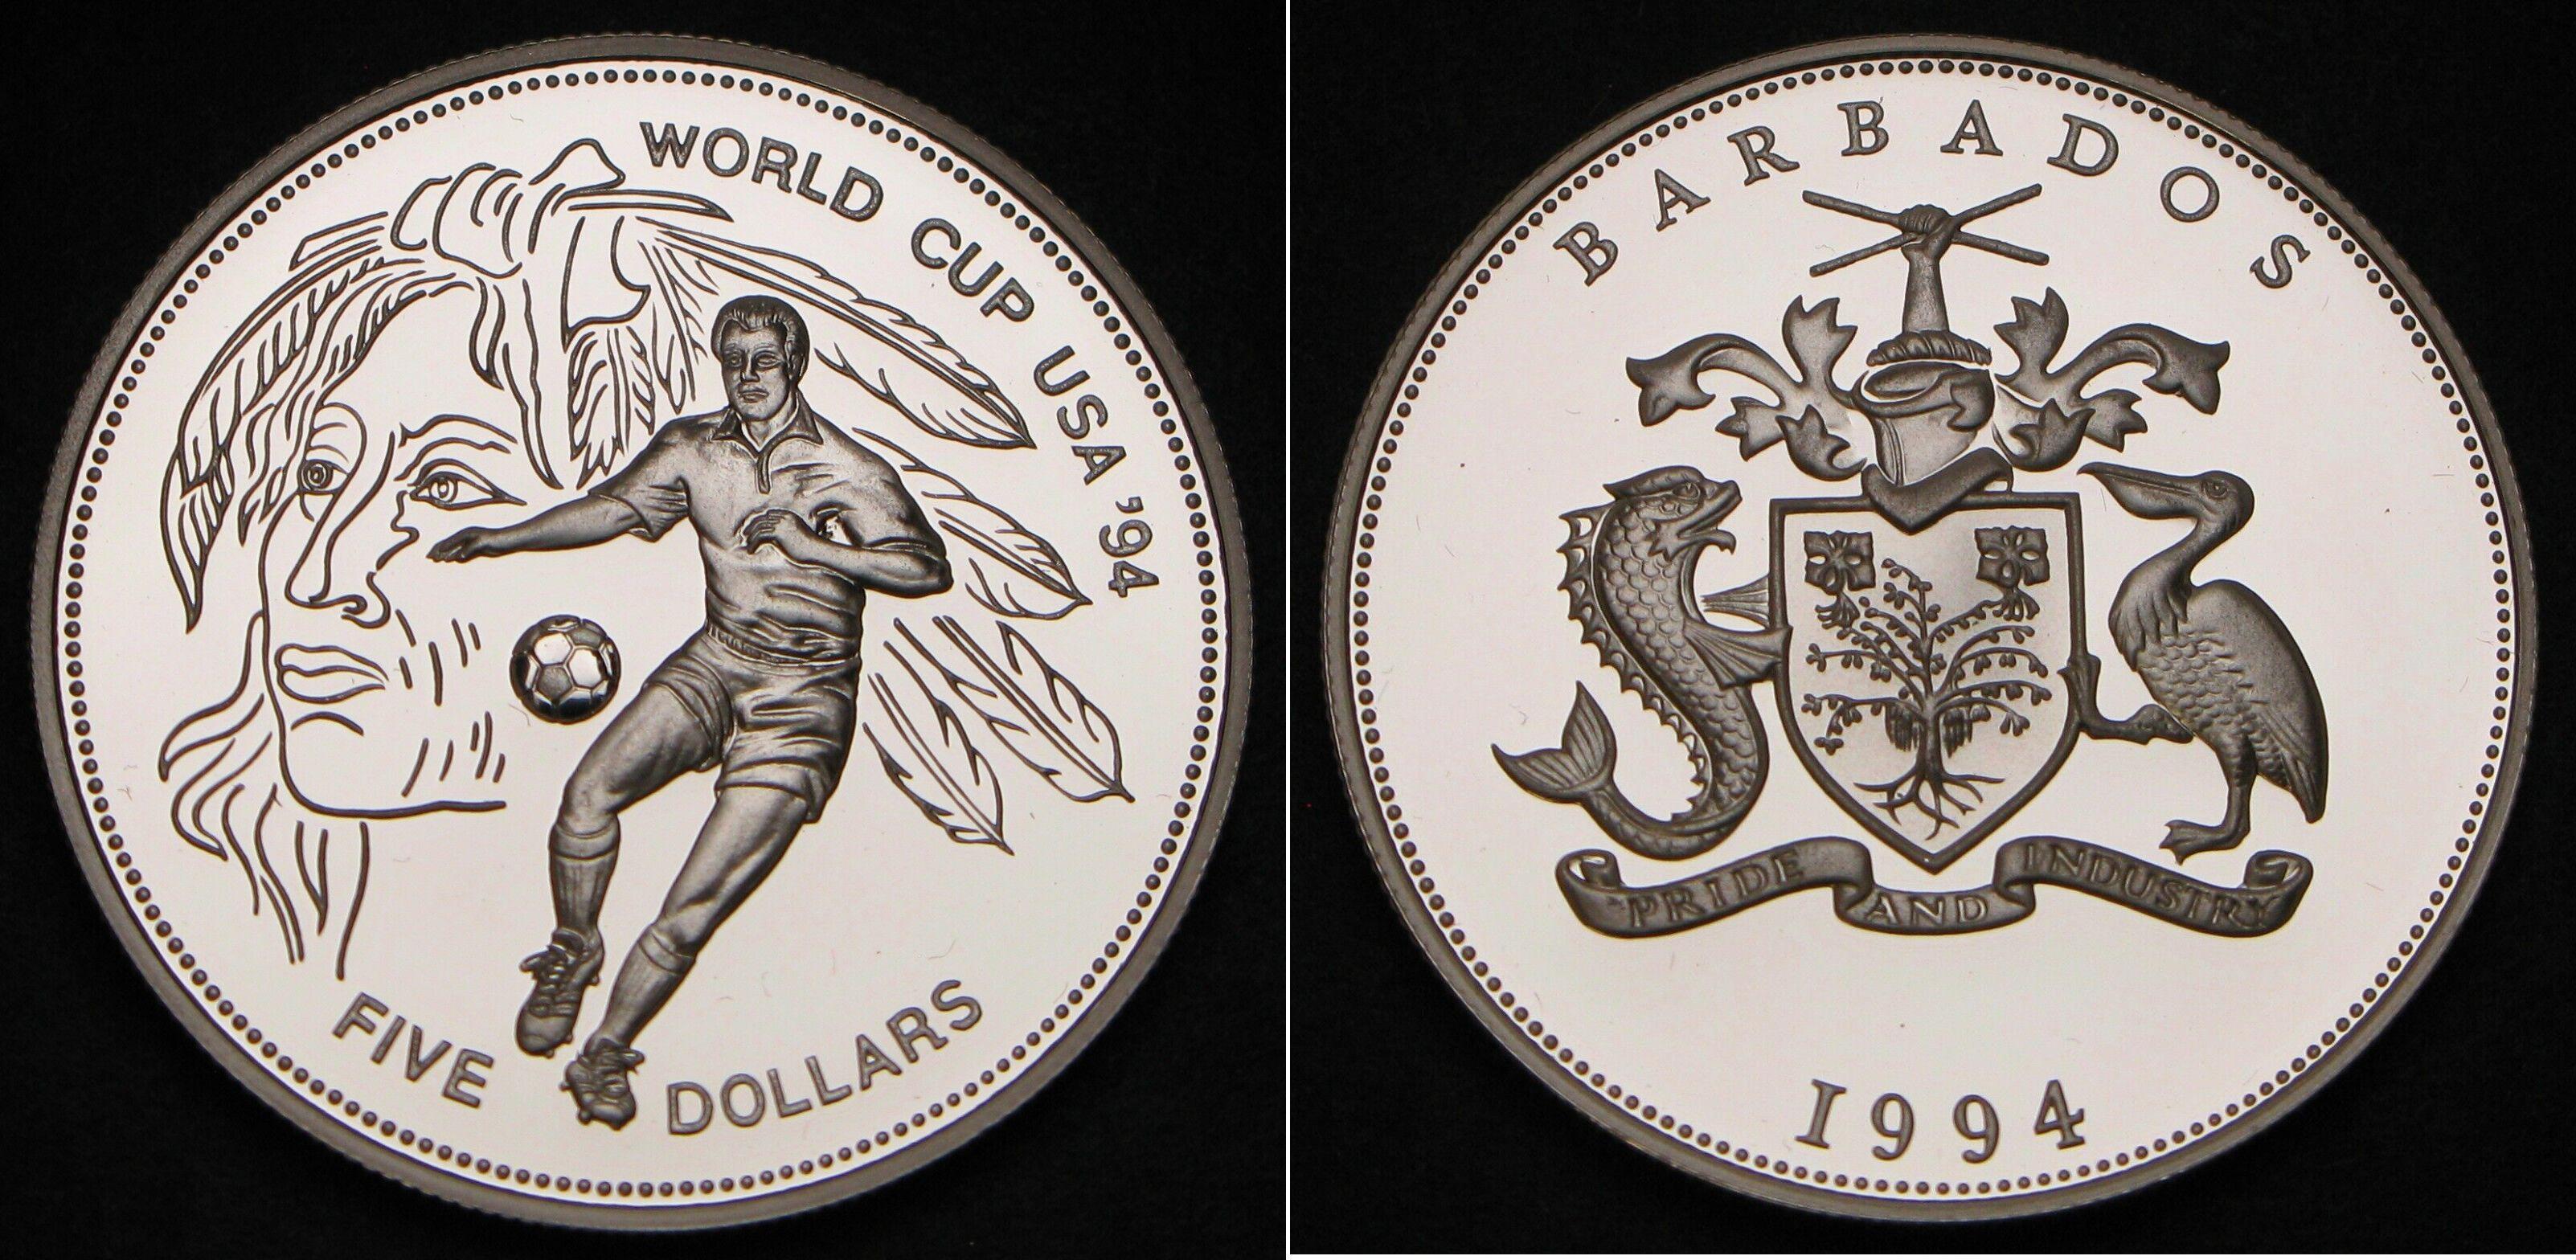 WORLD CUP USA '94
FIVE DOLLARS
BARBADOS
PRIDE AND INDUSTRY
1994